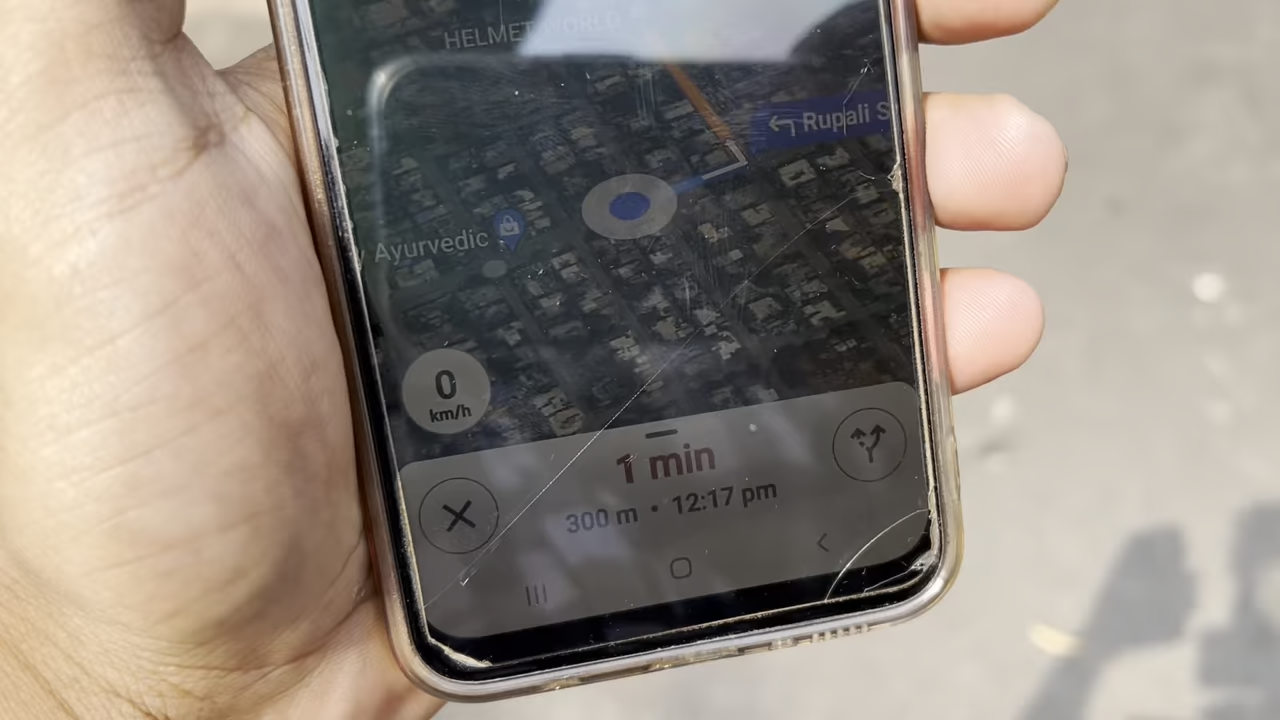 HELMET WORLD
Rupali S
Ayurvedic
0
km/h
1 min
300 m • 12:17 pm